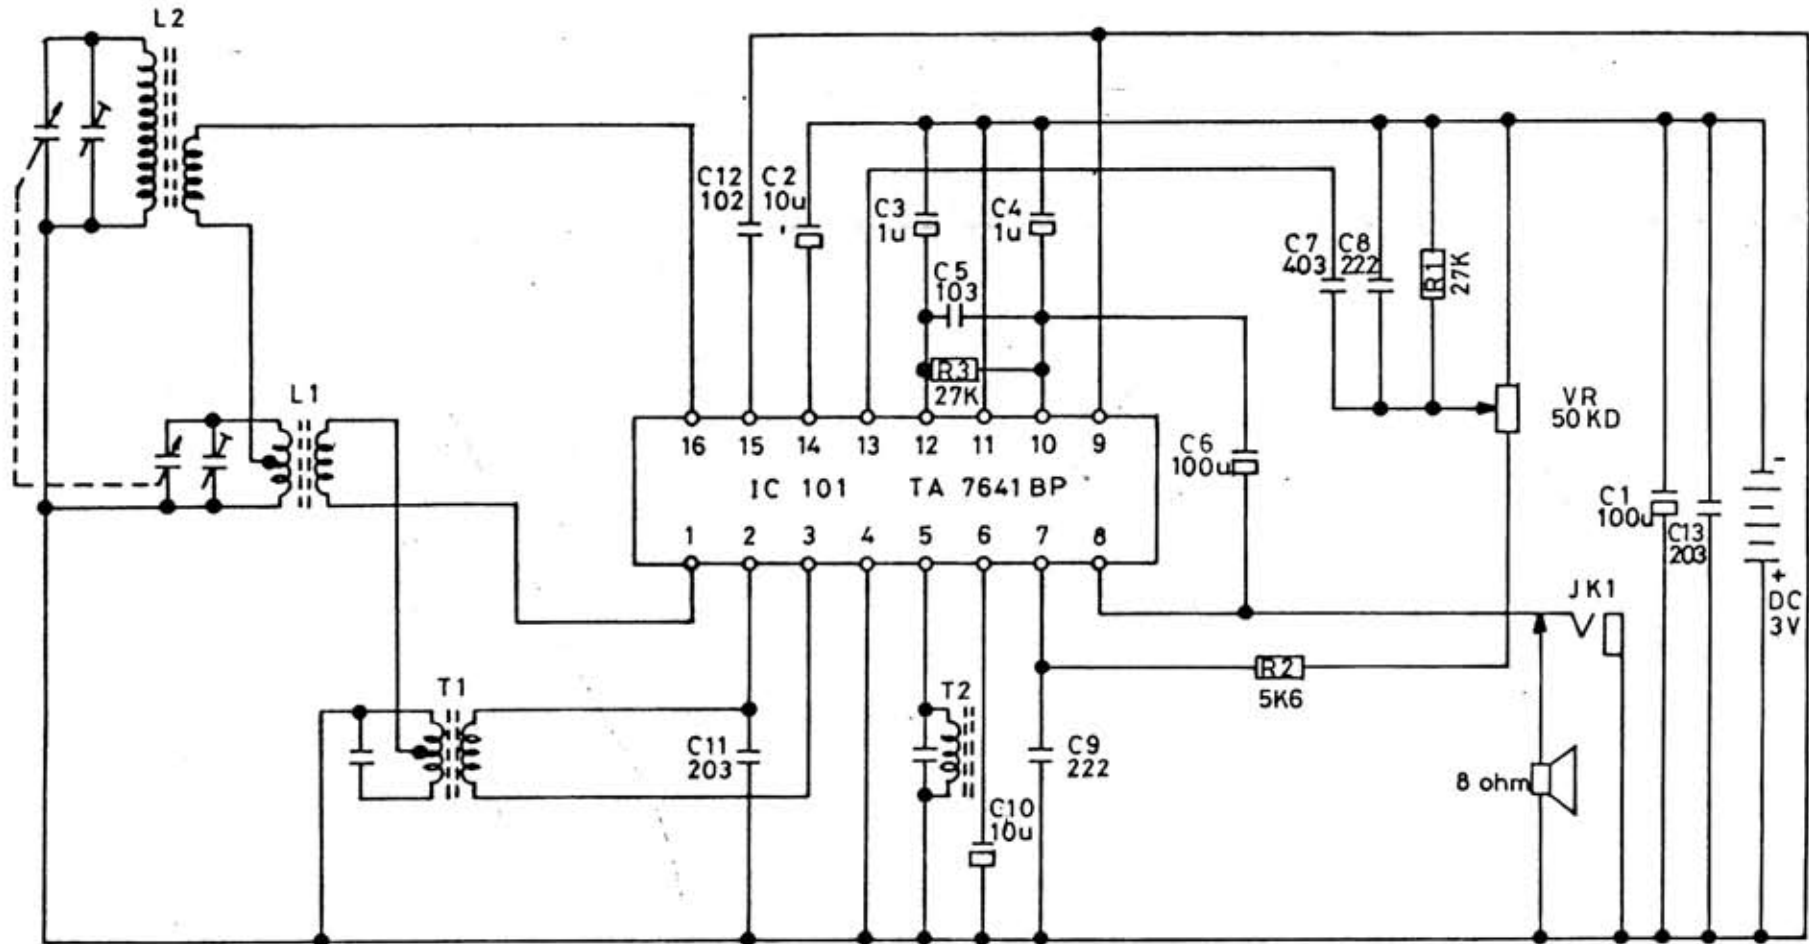 L2
C12
102
C2
10u
C3
1u
C4
1u
C5
103
C7
403
C8
222
R1
27K
R3
27K
L1
VR
50KD
16 15 14 13 12 11 10 9
C6
100u
IC 101 TA 7641BP
1 2 3 4 5 6 7 8
C1
100u
C13
203
-
+
DC
3V
JK1
R2
5K6
T1
T2
C11
203
C9
222
C10
10u
8 ohm